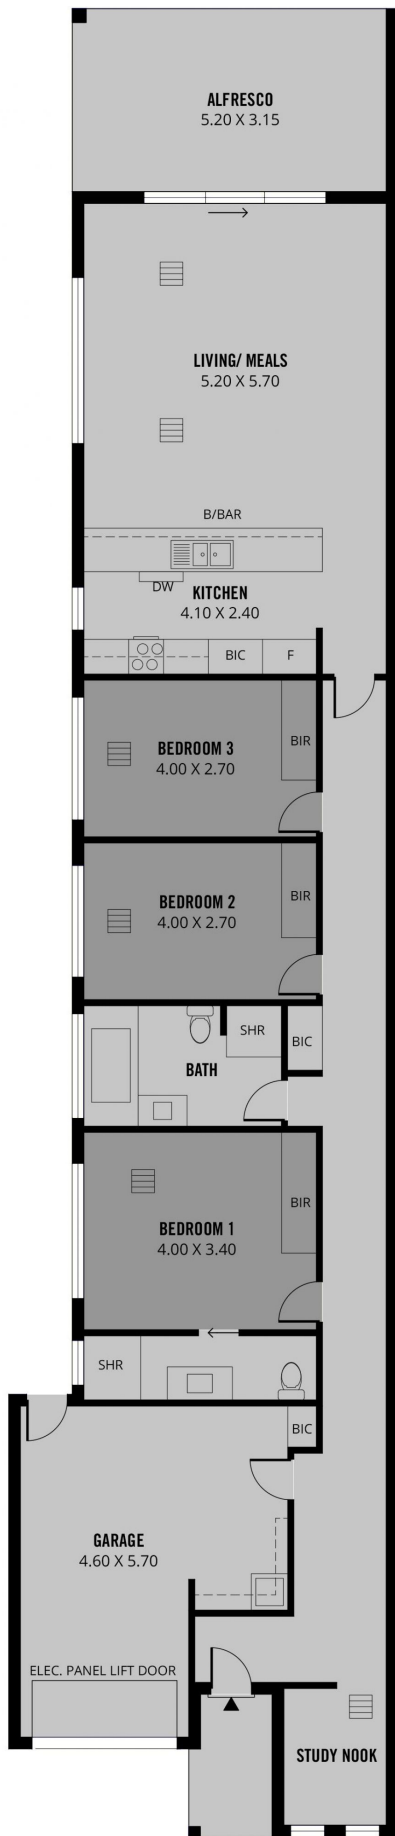 ALFRESCO
5.20 X 3.15
LIVING/ MEALS
5.20 X 5.70
B/BAR
DW
KITCHEN
4.10 X 2.40
BIC
F
BEDROOM 3
4.00 X 2.70
BIR
BEDROOM 2
4.00 X 2.70
BIR
SHR
BIC
BATH
BEDROOM 1
4.00 X 3.40
BIR
SHR
BIC
GARAGE
4.60 X 5.70
ELEC. PANEL LIFT DOOR
STUDY NOOK